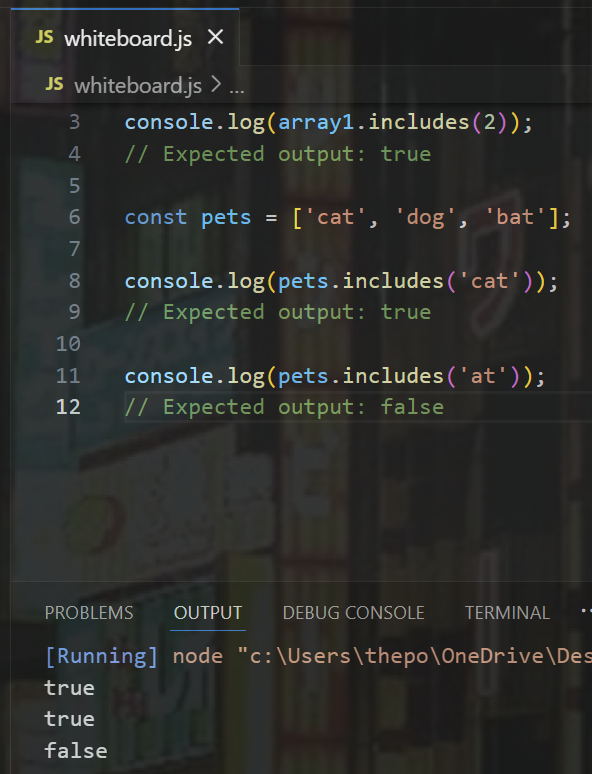 JS whiteboard.js ×
JS whiteboard.js > ...
3 console.log(array1.includes(2));
4 // Expected output: true
5
6 const pets = ['cat', 'dog', 'bat'];
7
8 console.log(pets.includes('cat'));
9 // Expected output: true
10
11 console.log(pets.includes('at'));
12 // Expected output: false
PROBLEMS OUTPUT DEBUG CONSOLE TERMINAL ..
[Running] node "c:\Users\thepo\OneDrive\Des
true
true
false